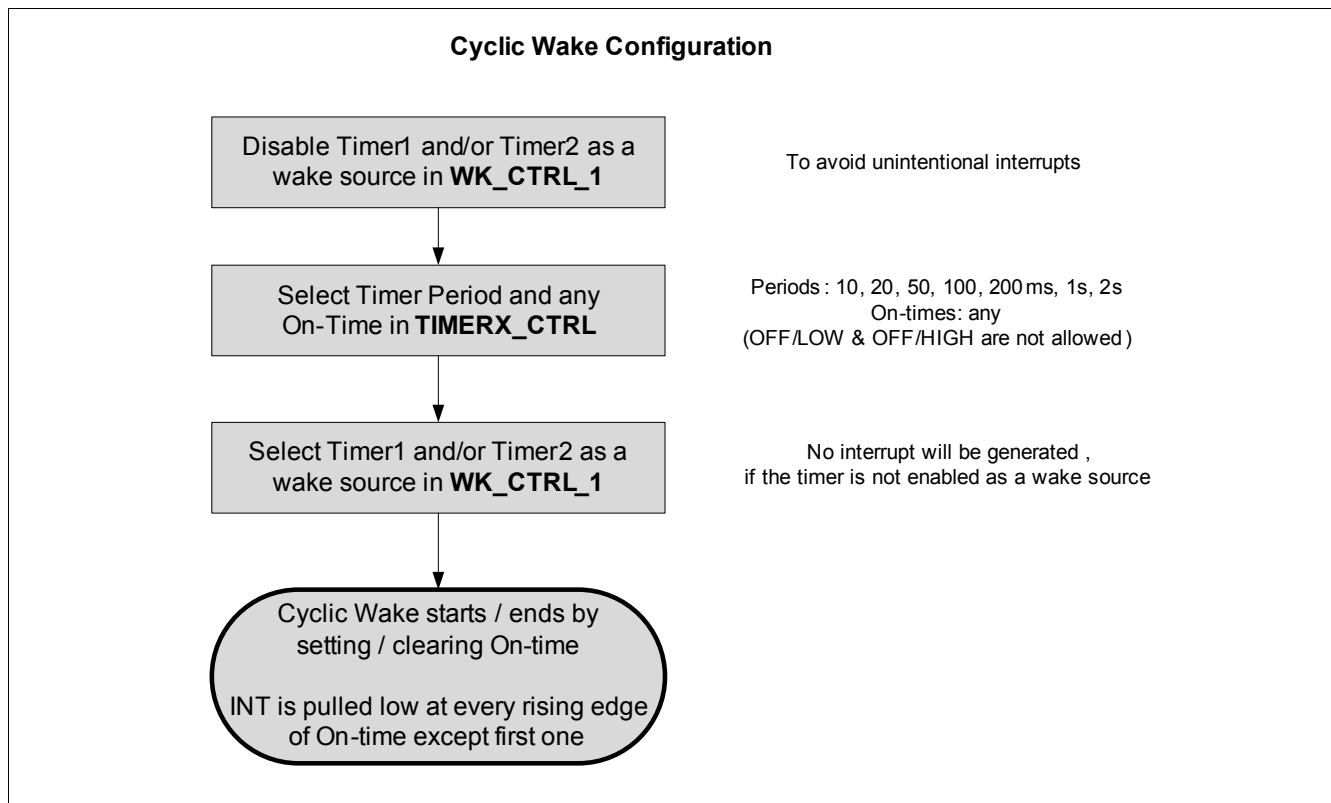 Cyclic Wake Configuration
Disable Timer1 and/or Timer2 as a
wake source in WK_CTRL_1
To avoid unintentional interrupts
Select Timer Period and any
On-Time in TIMERX_CTRL
Periods : 10, 20, 50, 100, 200ms, 1s, 2s
On-times: any
(OFF/LOW & OFF/HIGH are not allowed )
Select Timer1 and/or Timer2 as a
wake source in WK_CTRL_1
No interrupt will be generated ,
if the timer is not enabled as a wake source
Cyclic Wake starts / ends by
setting / clearing On-time
INT is pulled low at every rising edge
of On-time except first one